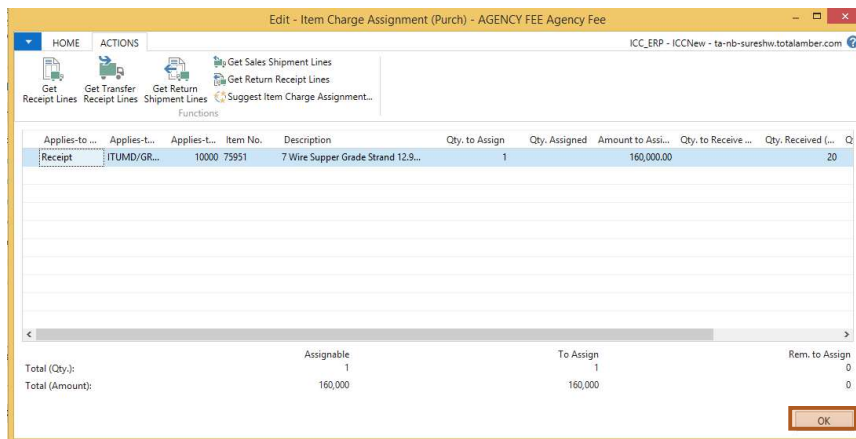 Edit - Item Charge Assignment (Purch) - AGENCY FEE Agency Fee
HOME ACTIONS ICC_ERP - ICCNew - ta-nb-sureshw.totalamber.com
Get Receipt Lines
Get Transfer Receipt Lines
Get Return Shipment Lines
Get Sales Shipment Lines
Get Return Receipt Lines
Suggest Item Charge Assignment...
Functions
Applies-to ... Applies-t... Applies-t... Item No. Description Qty. to Assign Qty. Assigned Amount to Assi... Qty. to Receive ... Qty. Received (... Q
Receipt ITUMD/GR... 10000 75951 7 Wire Supper Grade Strand 12.9... 1 160,000.00 20
Assignable To Assign Rem. to Assign
Total (Qty.): 1 1 0
Total (Amount): 160,000 160,000 0
OK